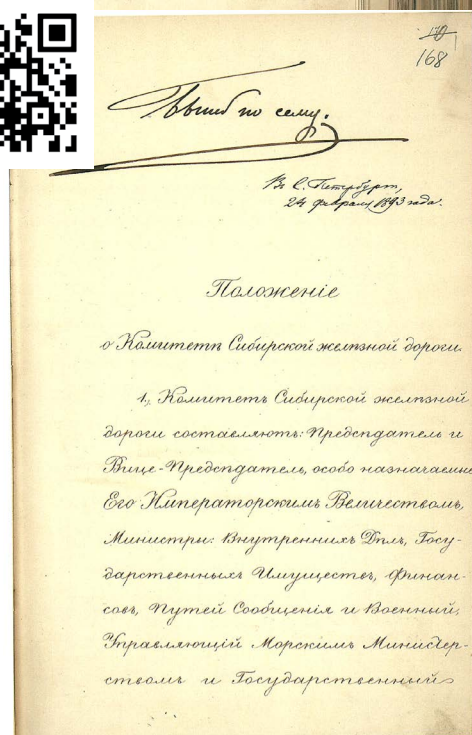 170
168
Быть по сему.
Въ С. Петербургѣ,
24 февраля 1893 года.
Положеніе
о Комитетѣ Сибирской желѣзной дороги.
1, Комитетъ Сибирской желѣзной
дороги составляютъ: Предсѣдатель и
Вице-Предсѣдатель, особо назначаемые
Его Императорскимъ Величествомъ,
Министры: Внутреннихъ Дѣлъ, Госу-
дарственныхъ Имуществъ, Финан-
совъ, Путей Сообщенія и Военный,
Управляющій Морскимъ Министер-
ствомъ и Государственный